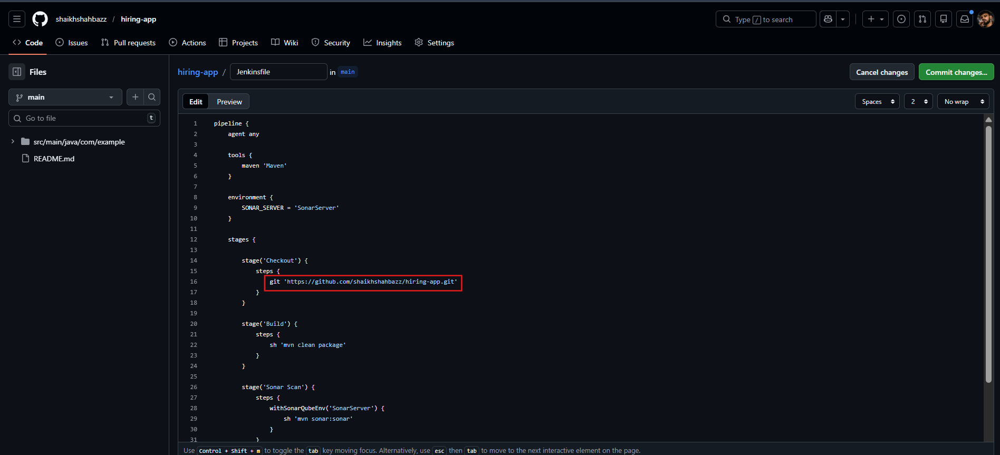 shaikhshahbazz / hiring-app
Type / to search
Code Issues Pull requests Actions Projects Wiki Security Insights Settings
Files
main
Go to file
t
src/main/java/com/example
README.md
hiring-app / Jenkinsfile in main
Cancel changes
Commit changes...
Edit Preview
Spaces 2 No wrap
1 pipeline {
2 agent any
3
4 tools {
5 maven 'Maven'
6 }
7
8 environment {
9 SONAR_SERVER = 'SonarServer'
10 }
11
12 stages {
13
14 stage('Checkout') {
15 steps {
16 git 'https://github.com/shaikhshahbazz/hiring-app.git'
17 }
18 }
19
20 stage('Build') {
21 steps {
22 sh 'mvn clean package'
23 }
24 }
25
26 stage('Sonar Scan') {
27 steps {
28 withSonarQubeEnv('SonarServer') {
29 sh 'mvn sonar:sonar'
30 }
31 }
Use Control + Shift + m to toggle the tab key moving focus. Alternatively, use esc then tab to move to the next interactive element on the page.